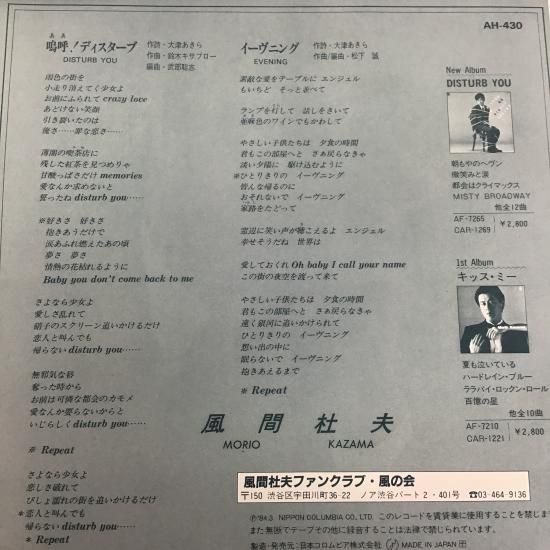 AH-430
ああ
嗚呼!ディスターブ
DISTURB YOU
作詩・大津あきら
作曲・鈴木キサブロー
編曲・武部聡志
雨色の街を
小走り消えてく少女よ
お前にふられて crazy love
あどけない笑顔
引き裂いたのは
俺さ……罪な恋さ……
薄闇の喫茶店に
残した紅茶を見つめりゃ
甘酸っぱさだけ memories
愛なんか求めないと
誓ったね disturb you……
※好きさ 好きさ
抱きあうだけで
涙あふれ燃えたあの頃
夢さ 夢さ
情熱の花枯れるように
Baby you don't come back to me
さよなら少女よ
愛しさ乱れて
硝子のスクリーン追いかけるだけ
恋人と叫んでも
帰らない disturb you……
無邪気な唇
奪った時から
お前は可憐な都会のカモメ
愛なんか要らないからと
いじらしく disturb you……
※ Repeat
さよなら少女よ
悲しさ破れて
びしょ濡れの街を追いかけるだけ
*恋人と叫んでも
帰らない disturb you……
* Repeat
イーヴニング
EVENING
作詩・大津あきら
作曲/編曲・松下 誠
素敵な愛をテーブルに エンジェル
もいちど そっと並べて
ランプを灯して 話しをさいて
亜麻色のワインでもかわして
やさしい子供たちは 夕食の時間
君もこの部屋へと さぁ戻らなきゃ
淡い夕陽に 駆け込むように
※ひとりきりの イーヴニング
皆んな帰るのに
おそれないで イーヴニング
家路をたどって
窓辺に笑い声が聴こえるよ エンジェル
幸せそうだね 世界は
愛しておくれ Oh baby I call your name
この街の夜空を渡って来て
やさしい子供たちは 夕食の時間
君もこの部屋へと さぁ戻らなきゃ
遠く銀河に追いかけられて
ひとりきりの イーヴニング
想い出の中に
眠らないで イーヴニング
抱きあえるまで
※ Repeat
New Album
DISTURB YOU
朝もやのヘヴン
微笑みと涙
都会はクライマックス
MISTY BROADWAY
他全12曲
AF-7265
CAR-1269
¥2,800
1st Album
キッス・ミー
夏も泣いている
ハードレイン・ブルー
ララバイ・ロックン・ロール
百億の星
他全10曲
AF-7210
CAR-1221
¥2,800
風間杜夫
MORIO KAZAMA
風間杜夫ファンクラブ・風の会
〒150 渋谷区宇田川町36-22 ノア渋谷パート2・401号 ☎03-464-9136
Ⓟ'84・3 NIPPON COLUMBIA CO., LTD. このレコードを賃貸業に使用することを禁じます
また無断でテープその他に録音することは法律で禁じられています。
製造・発売元:日本コロムビア株式会社 MADE IN JAPAN